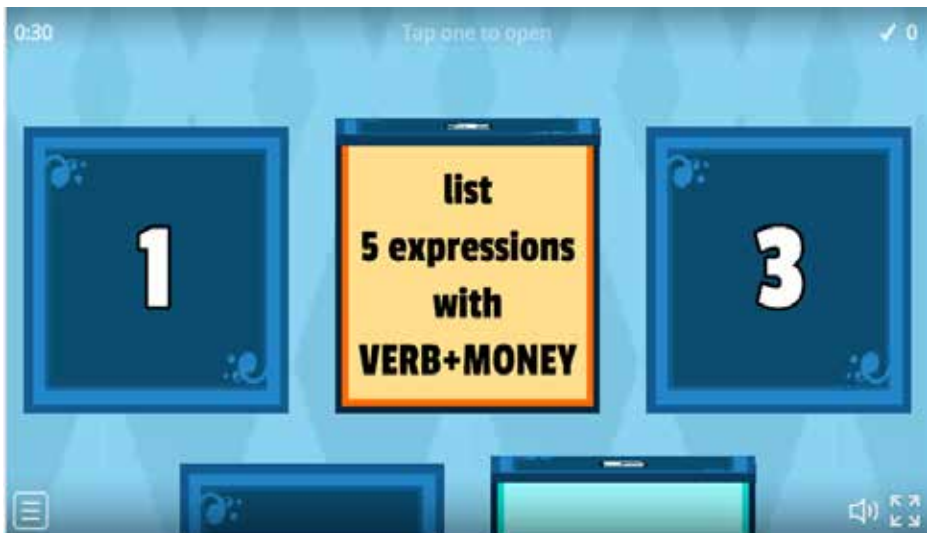 0:30
Tap one to open
✓ 0
1
list
5 expressions
with
VERB+MONEY
3